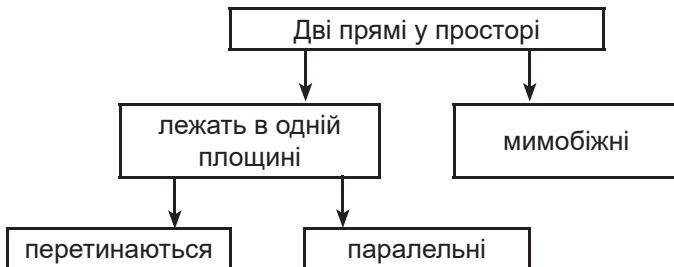 Дві прямі у просторі
лежать в одній
площині
мимобіжні
перетинаються
паралельні